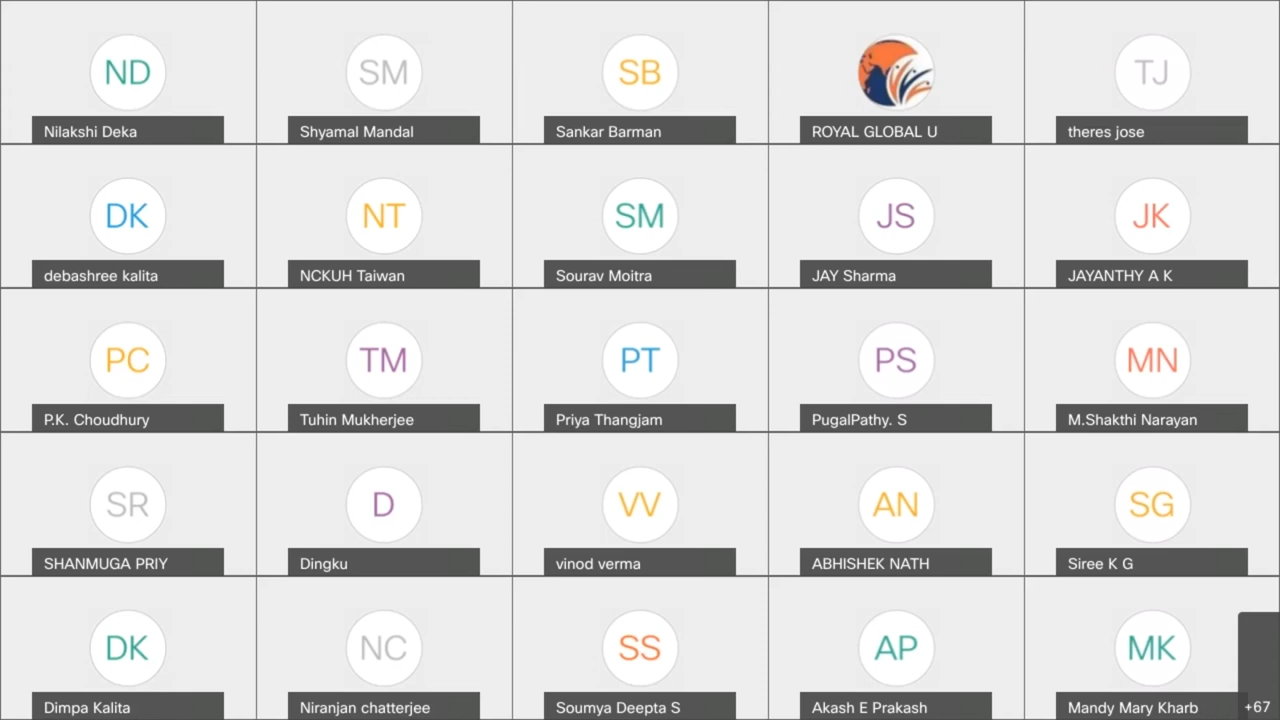 ND
Nilakshi Deka
SM
Shyamal Mandal
SB
Sankar Barman
ROYAL GLOBAL U
TJ
theres jose
DK
debashree kalita
NT
NCKUH Taiwan
SM
Sourav Moitra
JS
JAY Sharma
JK
JAYANTHY A K
PC
P.K. Choudhury
TM
Tuhin Mukherjee
PT
Priya Thangjam
PS
PugalPathy. S
MN
M.Shakthi Narayan
SR
SHANMUGA PRIY
D
Dingku
VV
vinod verma
AN
ABHISHEK NATH
SG
Siree K G
DK
Dimpa Kalita
NC
Niranjan chatterjee
SS
Soumya Deepta S
AP
Akash E Prakash
MK
Mandy Mary Kharb
+67